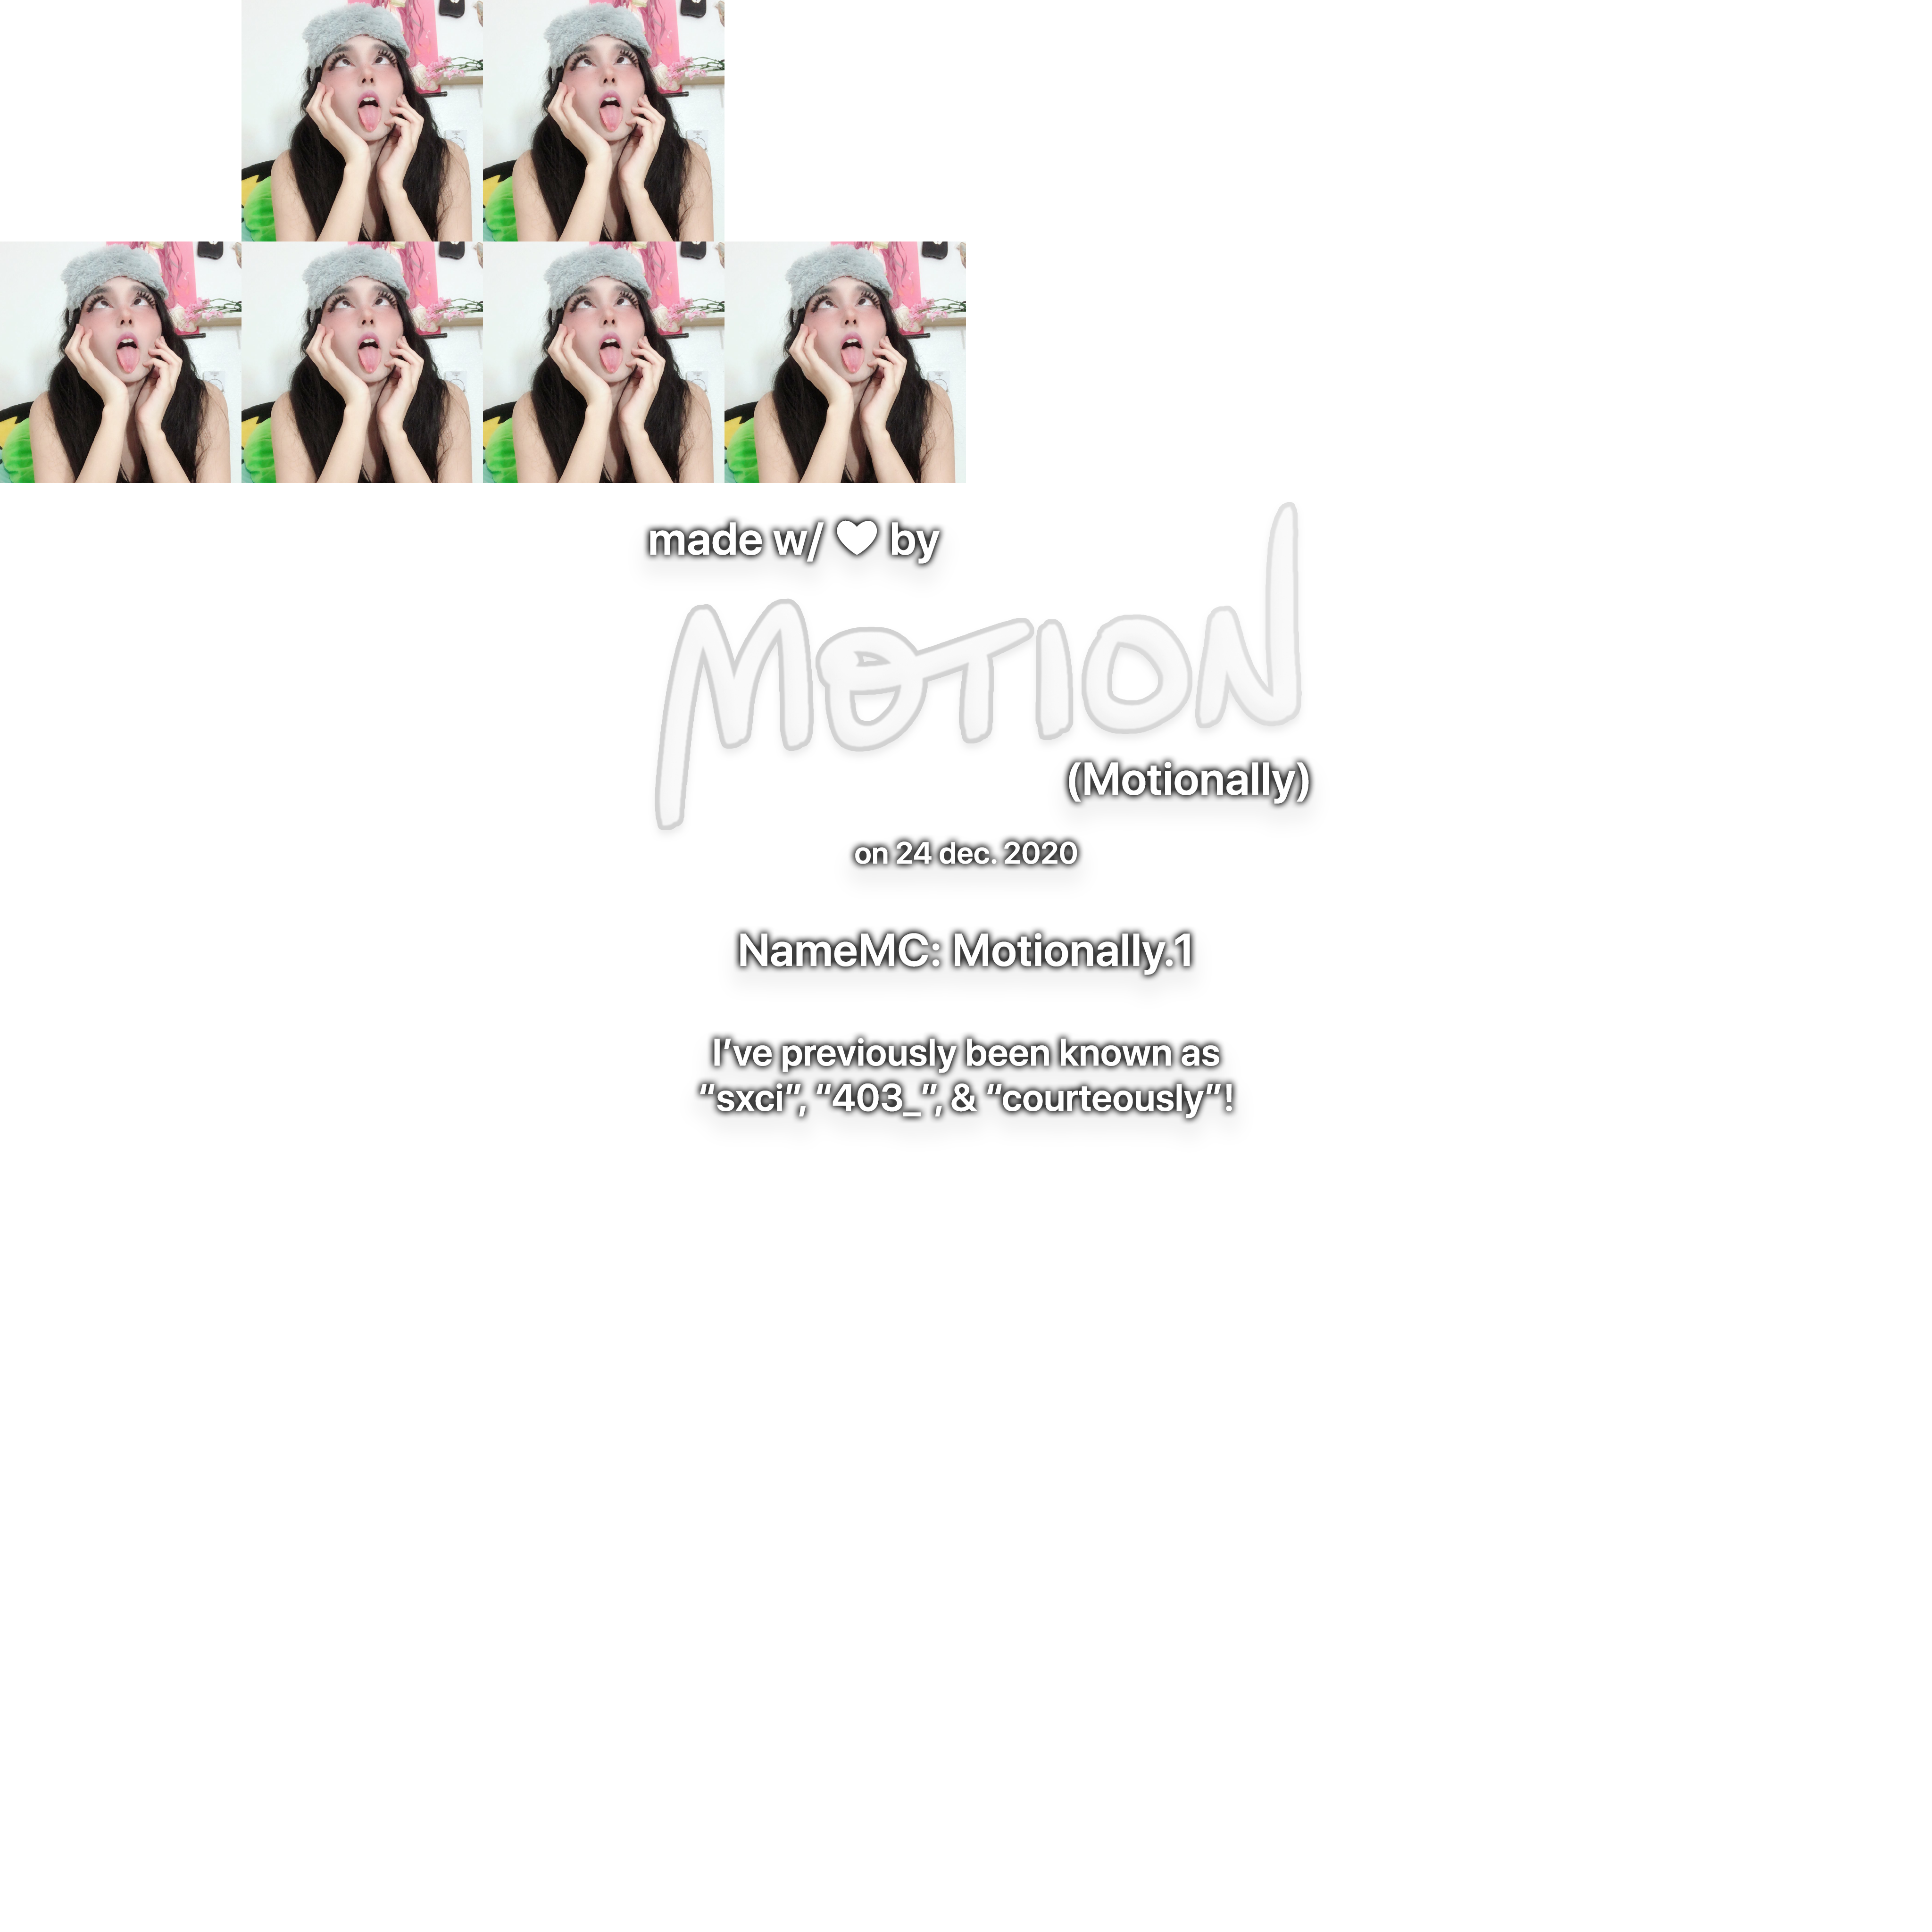 made w/ ♥ by
MOTION
(Motionally)
on 24 dec. 2020
NameMC: Motionally.1
I’ve previously been known as
“sxci”, “403_”, & “courteously”!